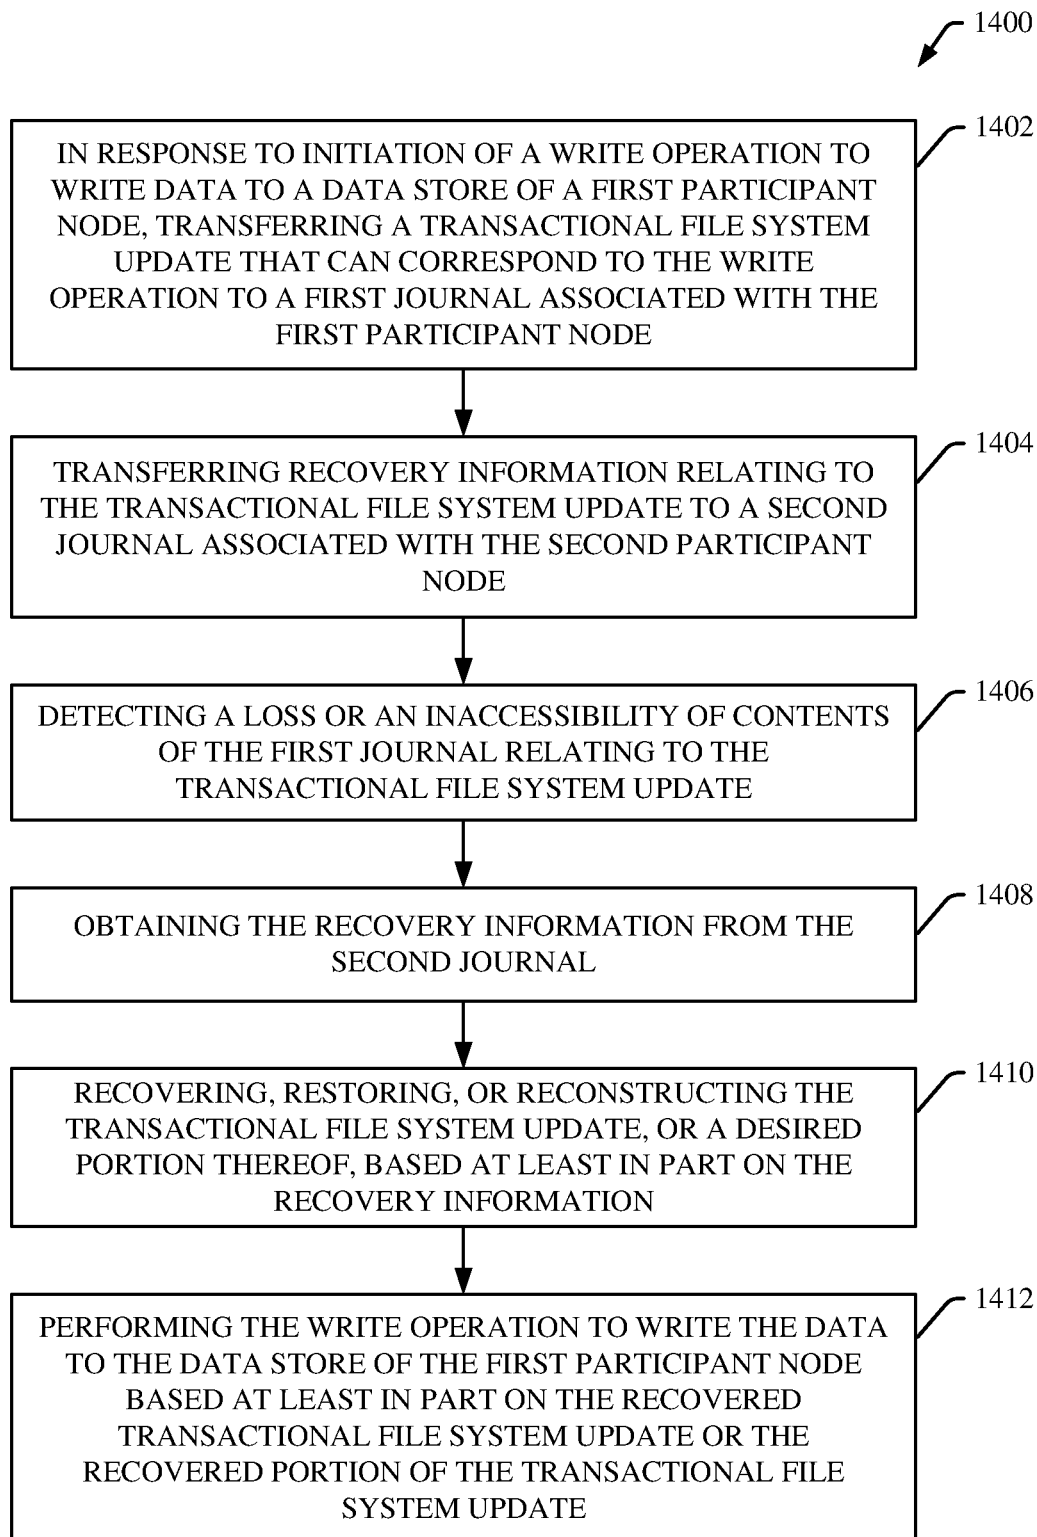 1400
1402
IN RESPONSE TO INITIATION OF A WRITE OPERATION TO
WRITE DATA TO A DATA STORE OF A FIRST PARTICIPANT
NODE, TRANSFERRING A TRANSACTIONAL FILE SYSTEM
UPDATE THAT CAN CORRESPOND TO THE WRITE
OPERATION TO A FIRST JOURNAL ASSOCIATED WITH THE
FIRST PARTICIPANT NODE
1404
TRANSFERRING RECOVERY INFORMATION RELATING TO
THE TRANSACTIONAL FILE SYSTEM UPDATE TO A SECOND
JOURNAL ASSOCIATED WITH THE SECOND PARTICIPANT
NODE
1406
DETECTING A LOSS OR AN INACCESSIBILITY OF CONTENTS
OF THE FIRST JOURNAL RELATING TO THE
TRANSACTIONAL FILE SYSTEM UPDATE
1408
OBTAINING THE RECOVERY INFORMATION FROM THE
SECOND JOURNAL
1410
RECOVERING, RESTORING, OR RECONSTRUCTING THE
TRANSACTIONAL FILE SYSTEM UPDATE, OR A DESIRED
PORTION THEREOF, BASED AT LEAST IN PART ON THE
RECOVERY INFORMATION
1412
PERFORMING THE WRITE OPERATION TO WRITE THE DATA
TO THE DATA STORE OF THE FIRST PARTICIPANT NODE
BASED AT LEAST IN PART ON THE RECOVERED
TRANSACTIONAL FILE SYSTEM UPDATE OR THE
RECOVERED PORTION OF THE TRANSACTIONAL FILE
SYSTEM UPDATE